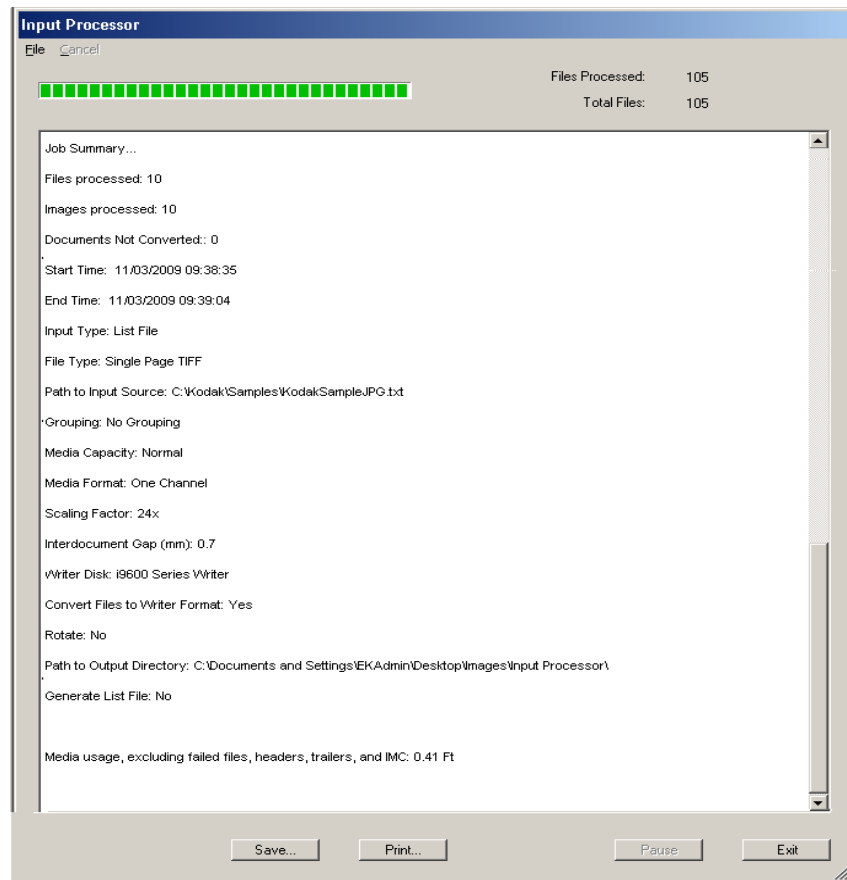 Input Processor
File Cancel
Files Processed: 105
Total Files: 105
Job Summary...
Files processed: 10
Images processed: 10
Documents Not Converted:: 0
Start Time: 11/03/2009 09:38:35
End Time: 11/03/2009 09:39:04
Input Type: List File
File Type: Single Page TIFF
Path to Input Source: C:\Kodak\Samples\KodakSampleJPG.txt
Grouping: No Grouping
Media Capacity: Normal
Media Format: One Channel
Scaling Factor: 24x
Interdocument Gap (mm): 0.7
Writer Disk: i9600 Series Writer
Convert Files to Writer Format: Yes
Rotate: No
Path to Output Directory: C:\Documents and Settings\EKAdmin\Desktop\Images\Input Processor\
Generate List File: No
Media usage, excluding failed files, headers, trailers, and IMC: 0.41 Ft
Save... Print... Pause Exit